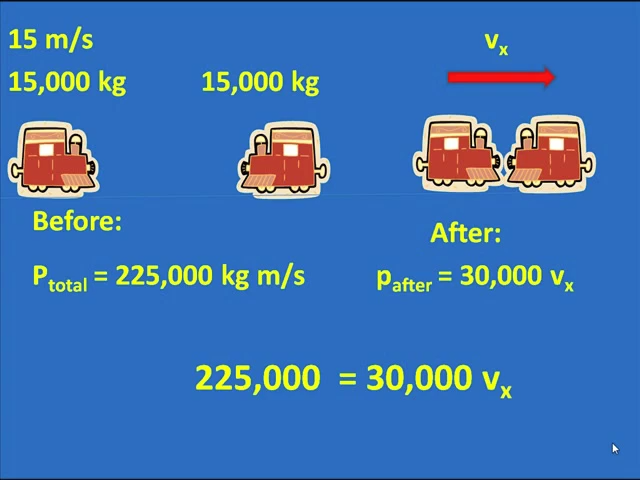 15 m/s
15,000 kg
15,000 kg
vx
Before:
After:
Ptotal = 225,000 kg m/s
pafter = 30,000 vx
225,000 = 30,000 vx